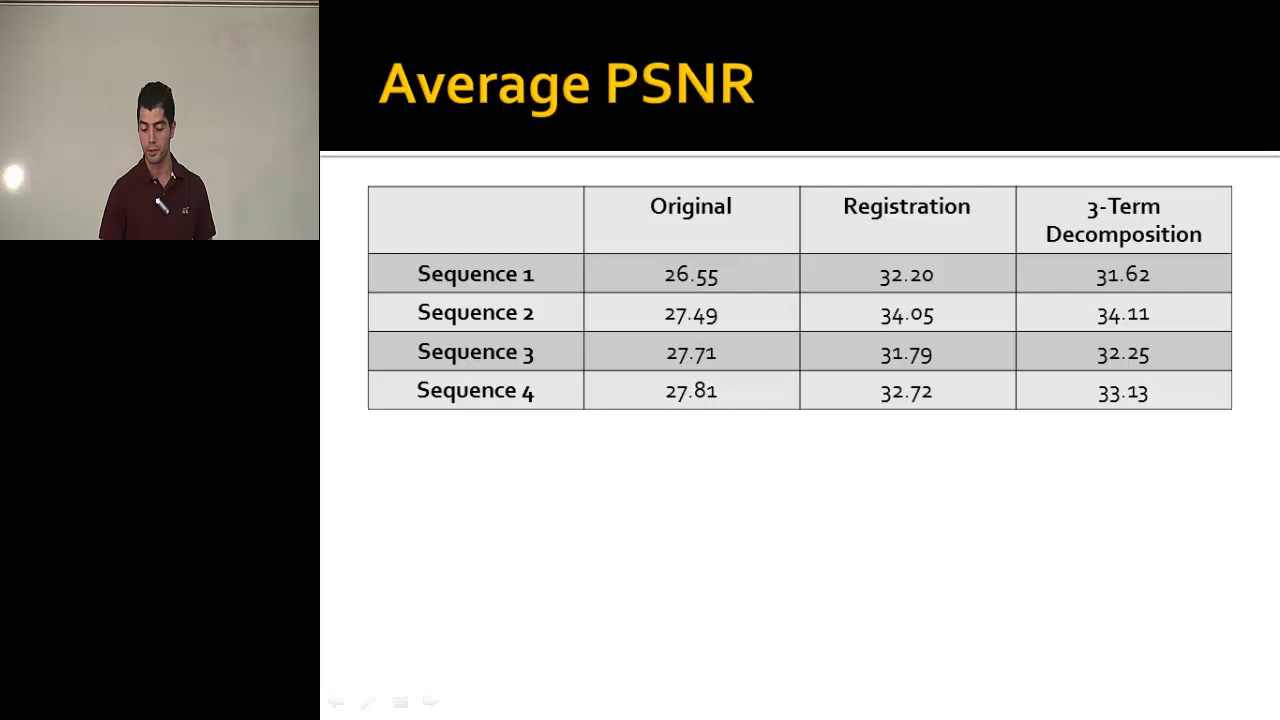 Average PSNR
Original Registration 3-Term Decomposition
Sequence 1 26.55 32.20 31.62
Sequence 2 27.49 34.05 34.11
Sequence 3 27.71 31.79 32.25
Sequence 4 27.81 32.72 33.13